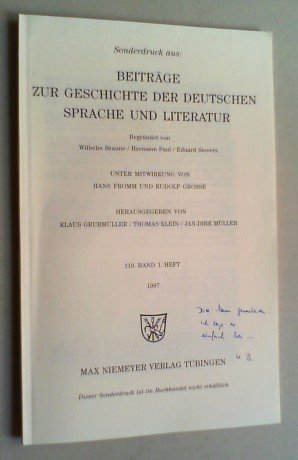 Sonderdruck aus:
BEITRÄGE
ZUR GESCHICHTE DER DEUTSCHEN
SPRACHE UND LITERATUR
Begründet von
Wilhelm Braune / Hermann Paul / Eduard Sievers
UNTER MITWIRKUNG VON
HANS FROMM UND RUDOLF GROSSE
HERAUSGEGEBEN VON
KLAUS GRUBMÜLLER / THOMAS KLEIN / JAN-DIRK MÜLLER
119. BAND 1. HEFT
1997
einfach bei ...
MAX NIEMEYER VERLAG TÜBINGEN
Dieser Sonderdruck ist im Buchhandel nicht erhältlich